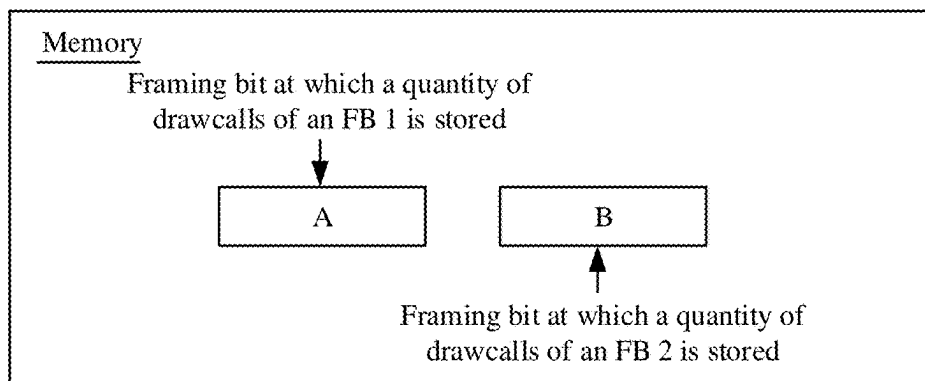 Memory
Framing bit at which a quantity of
drawcalls of an FB 1 is stored
A
B
Framing bit at which a quantity of
drawcalls of an FB 2 is stored